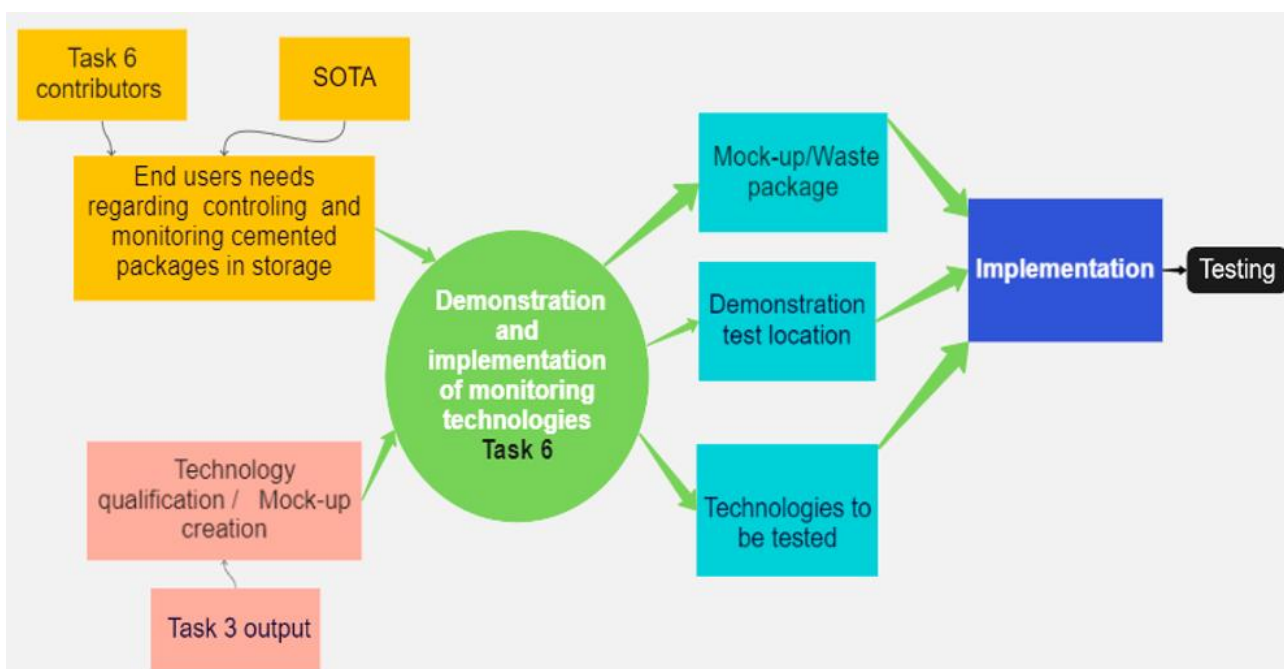 Task 6
contributors
SOTA
End users needs
regarding controling and
monitoring cemented
packages in storage
Technology
qualification / Mock-up
creation
Task 3 output
Demonstration
and
implementation
of monitoring
technologies
Task 6
Mock-up/Waste
package
Demonstration
test location
Technologies to
be tested
Implementation
Testing